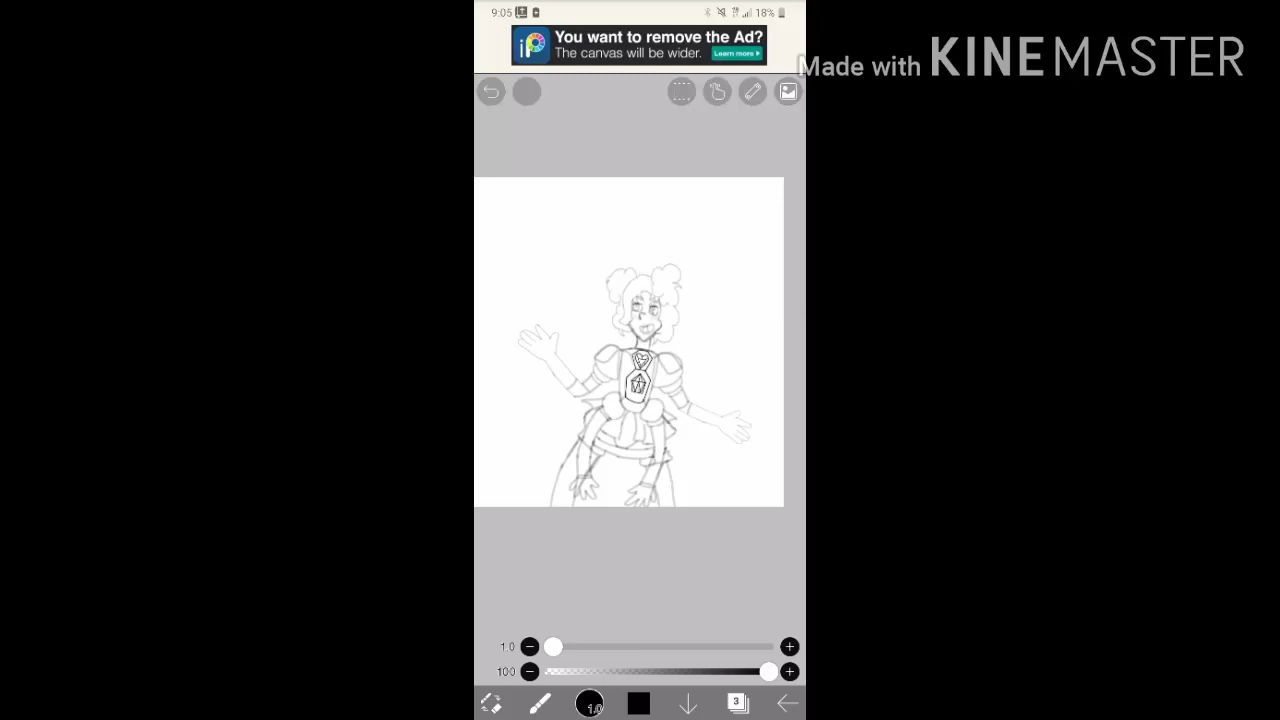 9:05
18%
iP
You want to remove the Ad?
The canvas will be wider.
Learn more
Made with KINEMASTER
1.0
100
1.0
3